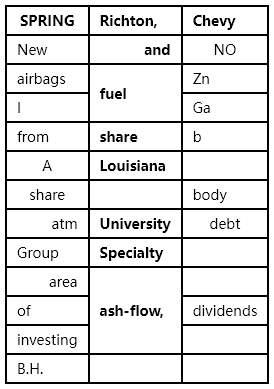 SPRING Richton, Chevy
New and NO
airbags fuel Zn
I Ga
from share b
A Louisiana
share body
atm University debt
Group Specialty
area
of ash-flow, dividends
investing
B.H.